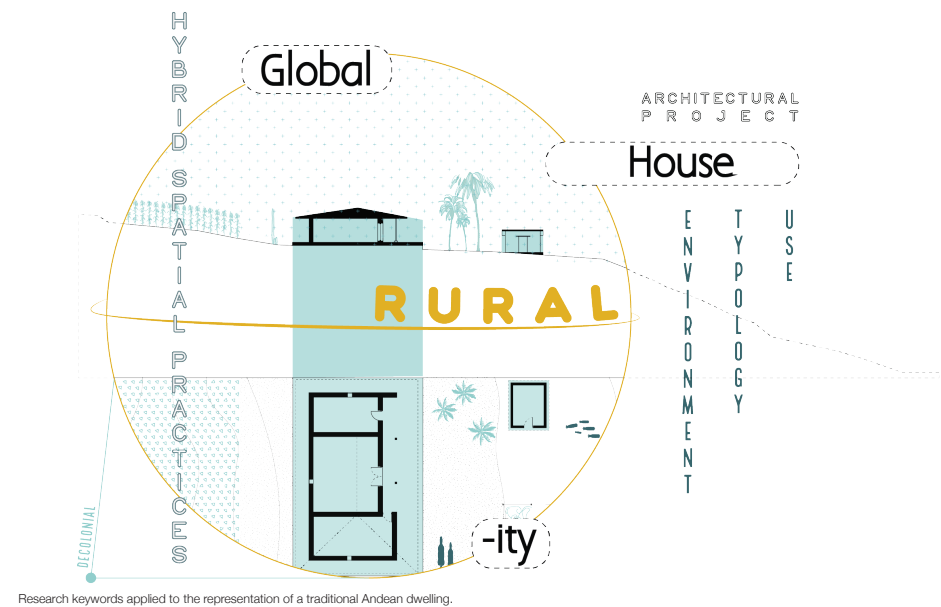 HYBRID SPATIAL PRACTICES
Global
ARCHITECTURAL
PROJECT
House
ENVIRONMENT
TYPOLOGY
USE
RURAL
-ity
DECOLONIAL
Research keywords applied to the representation of a traditional Andean dwelling.